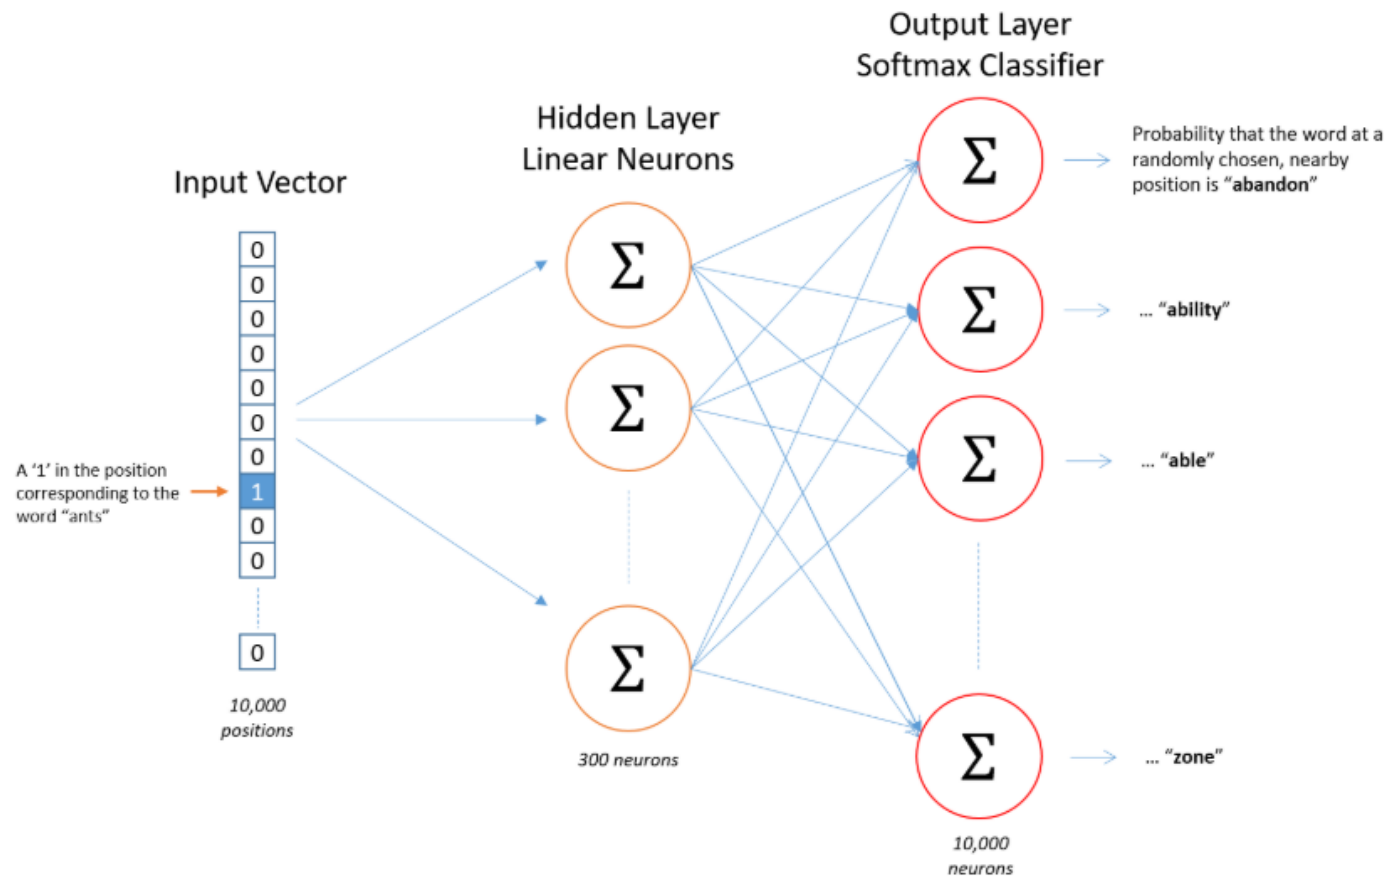 Output Layer
Softmax Classifier
Hidden Layer
Linear Neurons
Input Vector
0
0
0
0
0
0
0
1
0
0
0
A ‘1’ in the position
corresponding to the
word “ants”
10,000
positions
Σ
Σ
Σ
300 neurons
Σ
Σ
Σ
Σ
10,000
neurons
Probability that the word at a
randomly chosen, nearby
position is “abandon”
... “ability”
... “able”
... “zone”